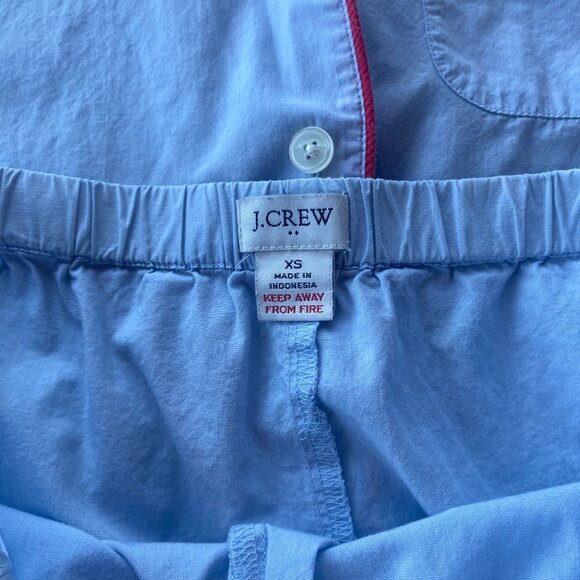 J.CREW
XS
MADE IN
INDONESIA
KEEP AWAY
FROM FIRE